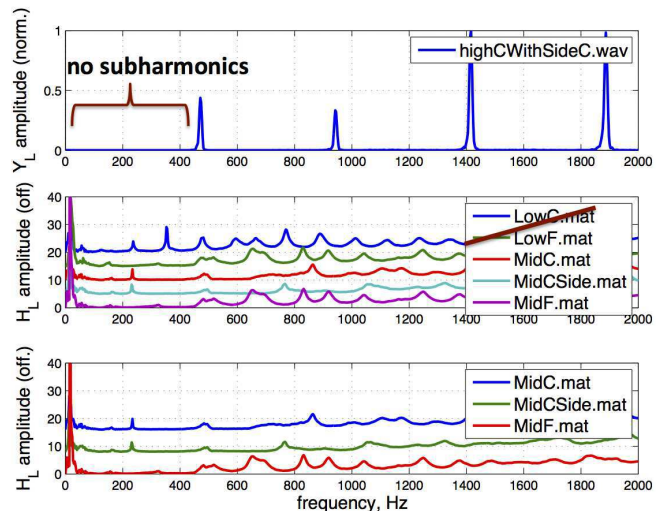 Y_L amplitude (norm.)
1
0.5
0
no subharmonics
highCWithSideC.wav
0 200 400 600 800 1000 1200 1400 1600 1800 2000
H_L amplitude (off)
40
30
20
10
0
LowC.mat
LowF.mat
MidC.mat
MidCSide.mat
MidF.mat
0 200 400 600 800 1000 1200 1400 1600 1800 2000
H_L amplitude (off.)
40
30
20
10
0
MidC.mat
MidCSide.mat
MidF.mat
0 200 400 600 800 1000 1200 1400 1600 1800 2000
frequency, Hz